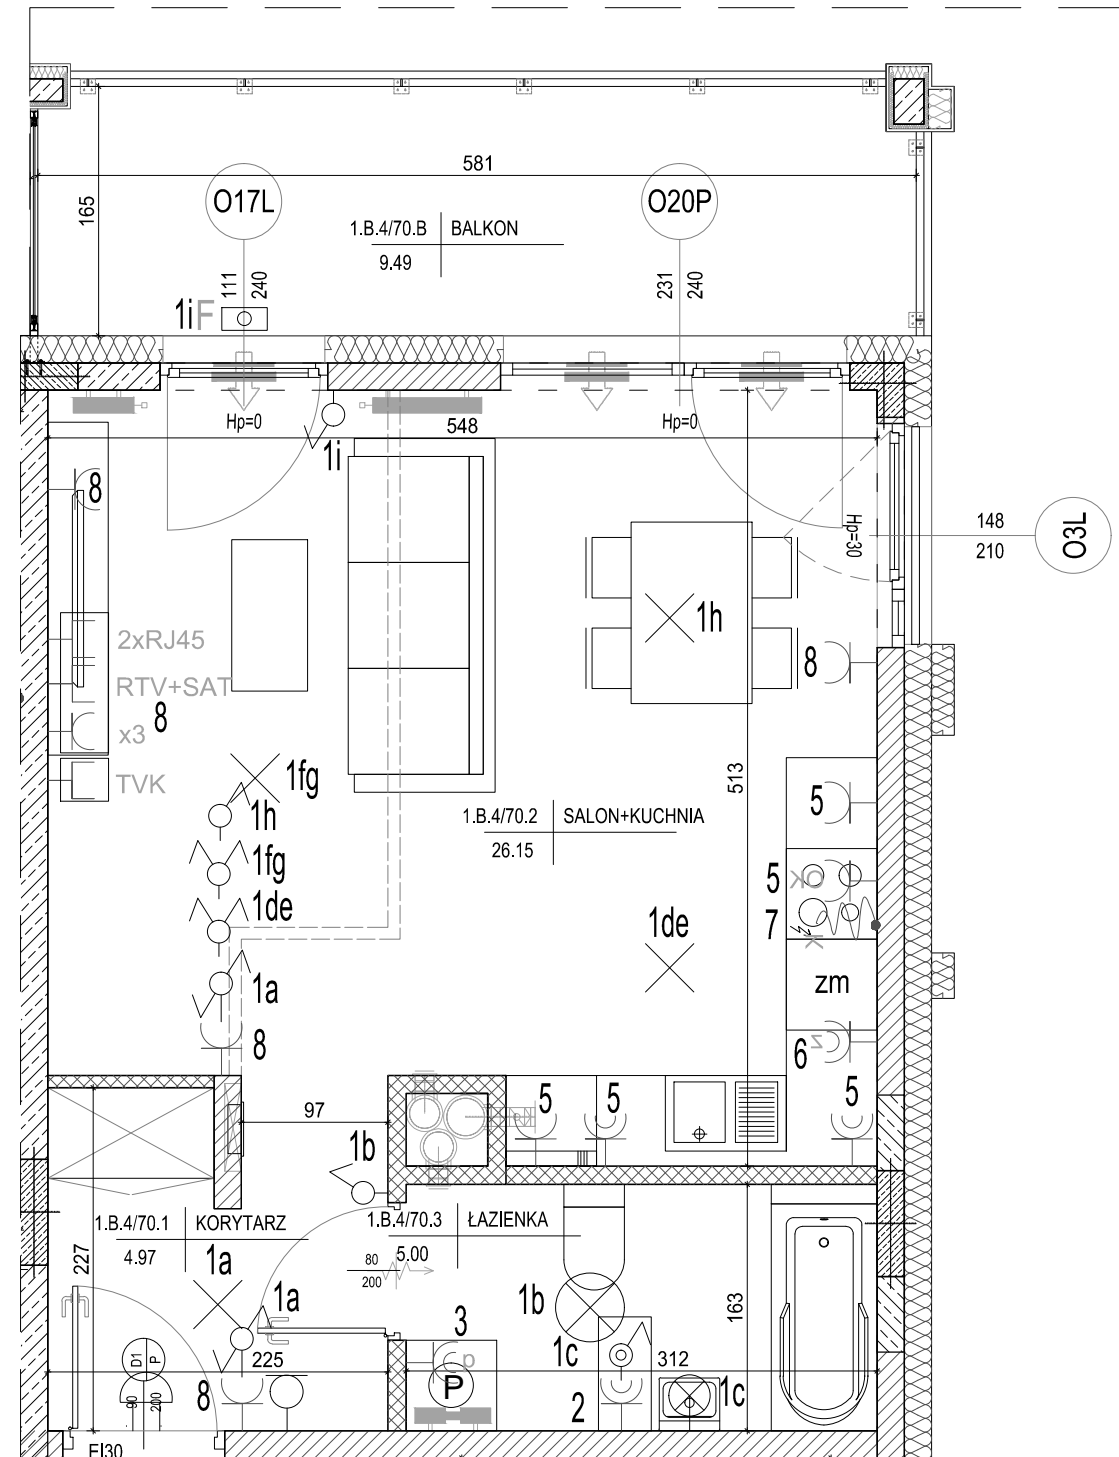 581
165
O17L
O20P
1.B.4/70.B BALKON
9.49
111
240
231
240
1iF
Hp=0
548
Hp=0
1i
8
Hp=30
148
210
O3L
1h
2xRJ45
8
RTV+SAT
8
x3
TVK
1fg
513
5
1h
1.B.4/70.2 SALON+KUCHNIA
26.15
1fg
5
OK
1de
7
K
1de
1a
zm
8
6
Z
97
5
5
5
1b
1.B.4/70.1 KORYTARZ
4.97
1.B.4/70.3 ŁAZIENKA
5.00
227
80
200
1a
1a
1b
163
3
p
1c
225
312
D1
P
P
8
2
1c
90
200
EI30